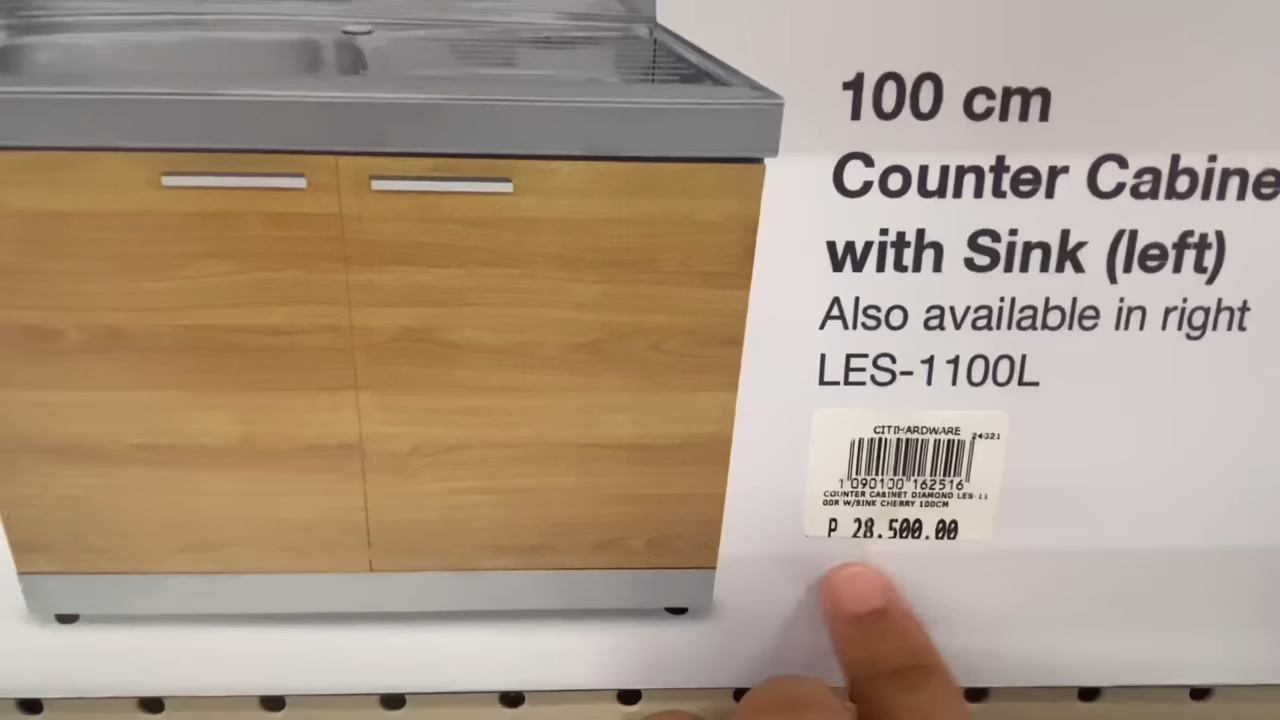 100 cm
Counter Cabine
with Sink (left)
Also available in right
LES-1100L
CITIHARDWARE
24321
1 090100 162516
COUNTER CABINET DIAMOND LES-11
00R W/SINK CHERRY 100CM
P 28,500.00